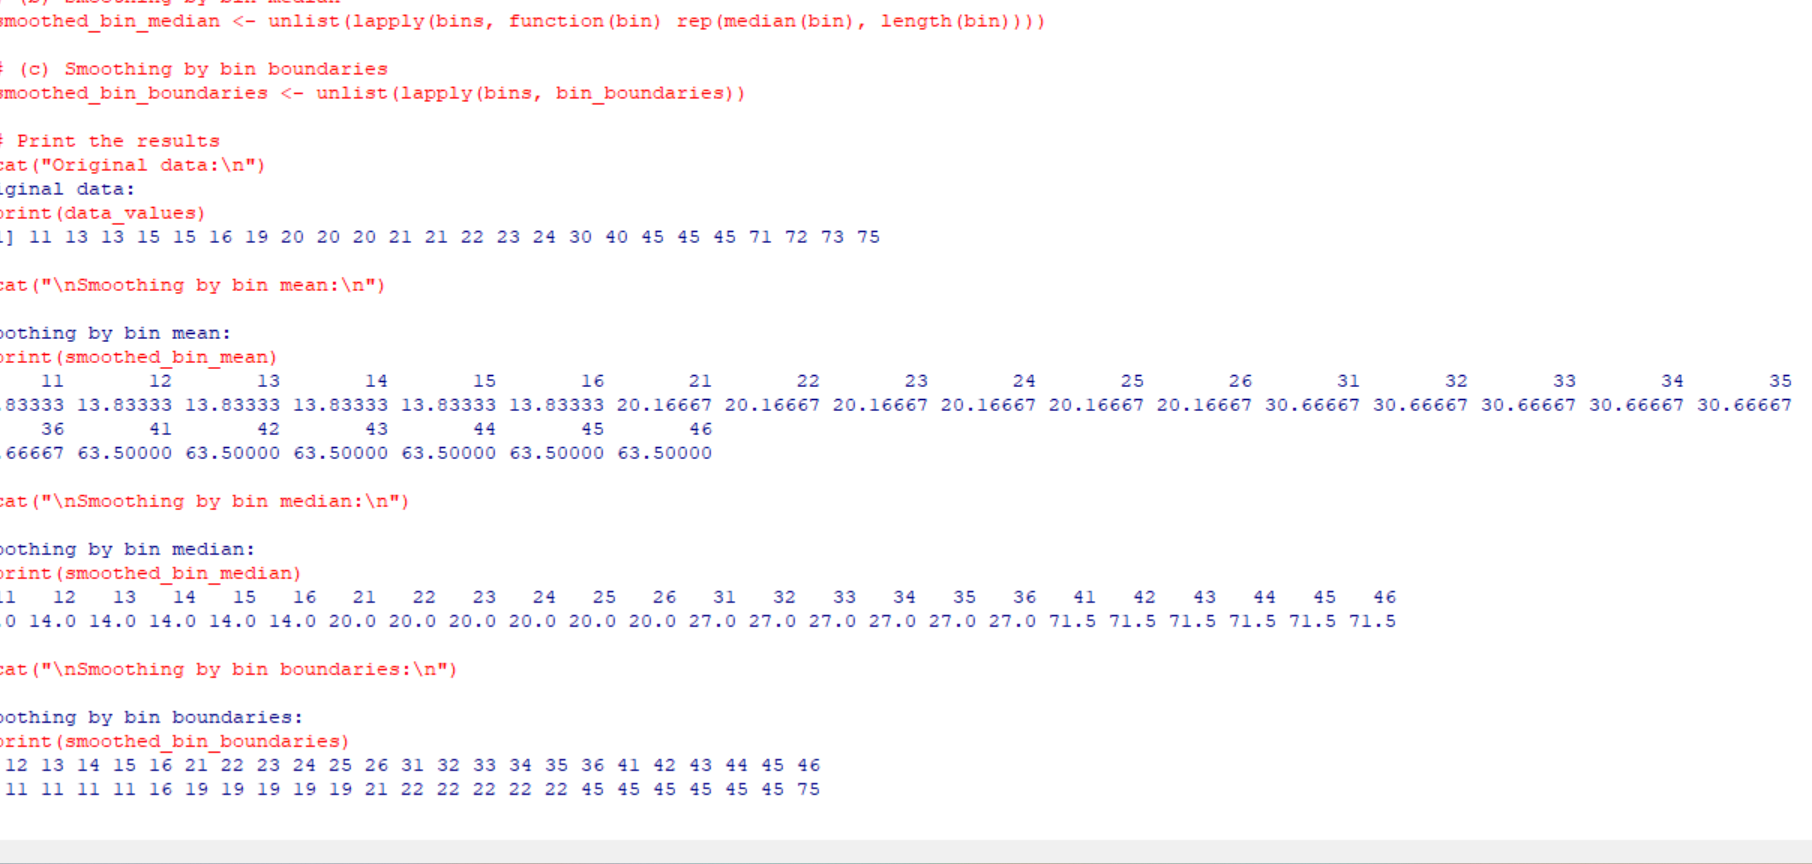 (b) Smoothing by bin median
smoothed_bin_median <- unlist(lapply(bins, function(bin) rep(median(bin), length(bin))))
# (c) Smoothing by bin boundaries
smoothed_bin_boundaries <- unlist(lapply(bins, bin_boundaries))
# Print the results
cat("Original data:\n")
iginal data:
print(data_values)
1] 11 13 13 15 15 16 19 20 20 20 21 21 22 23 24 30 40 45 45 45 71 72 73 75
cat("\nSmoothing by bin mean:\n")
oothing by bin mean:
print(smoothed_bin_mean)
11 12 13 14 15 16 21 22 23 24 25 26 31 32 33 34 35
.83333 13.83333 13.83333 13.83333 13.83333 13.83333 20.16667 20.16667 20.16667 20.16667 20.16667 20.16667 30.66667 30.66667 30.66667 30.66667 30.66667
36 41 42 43 44 45 46
.66667 63.50000 63.50000 63.50000 63.50000 63.50000 63.50000
cat("\nSmoothing by bin median:\n")
oothing by bin median:
print(smoothed_bin_median)
11 12 13 14 15 16 21 22 23 24 25 26 31 32 33 34 35 36 41 42 43 44 45 46
.0 14.0 14.0 14.0 14.0 14.0 20.0 20.0 20.0 20.0 20.0 20.0 27.0 27.0 27.0 27.0 27.0 27.0 71.5 71.5 71.5 71.5 71.5 71.5
cat("\nSmoothing by bin boundaries:\n")
oothing by bin boundaries:
print(smoothed_bin_boundaries)
12 13 14 15 16 21 22 23 24 25 26 31 32 33 34 35 36 41 42 43 44 45 46
11 11 11 11 16 19 19 19 19 19 21 22 22 22 22 22 45 45 45 45 45 45 75